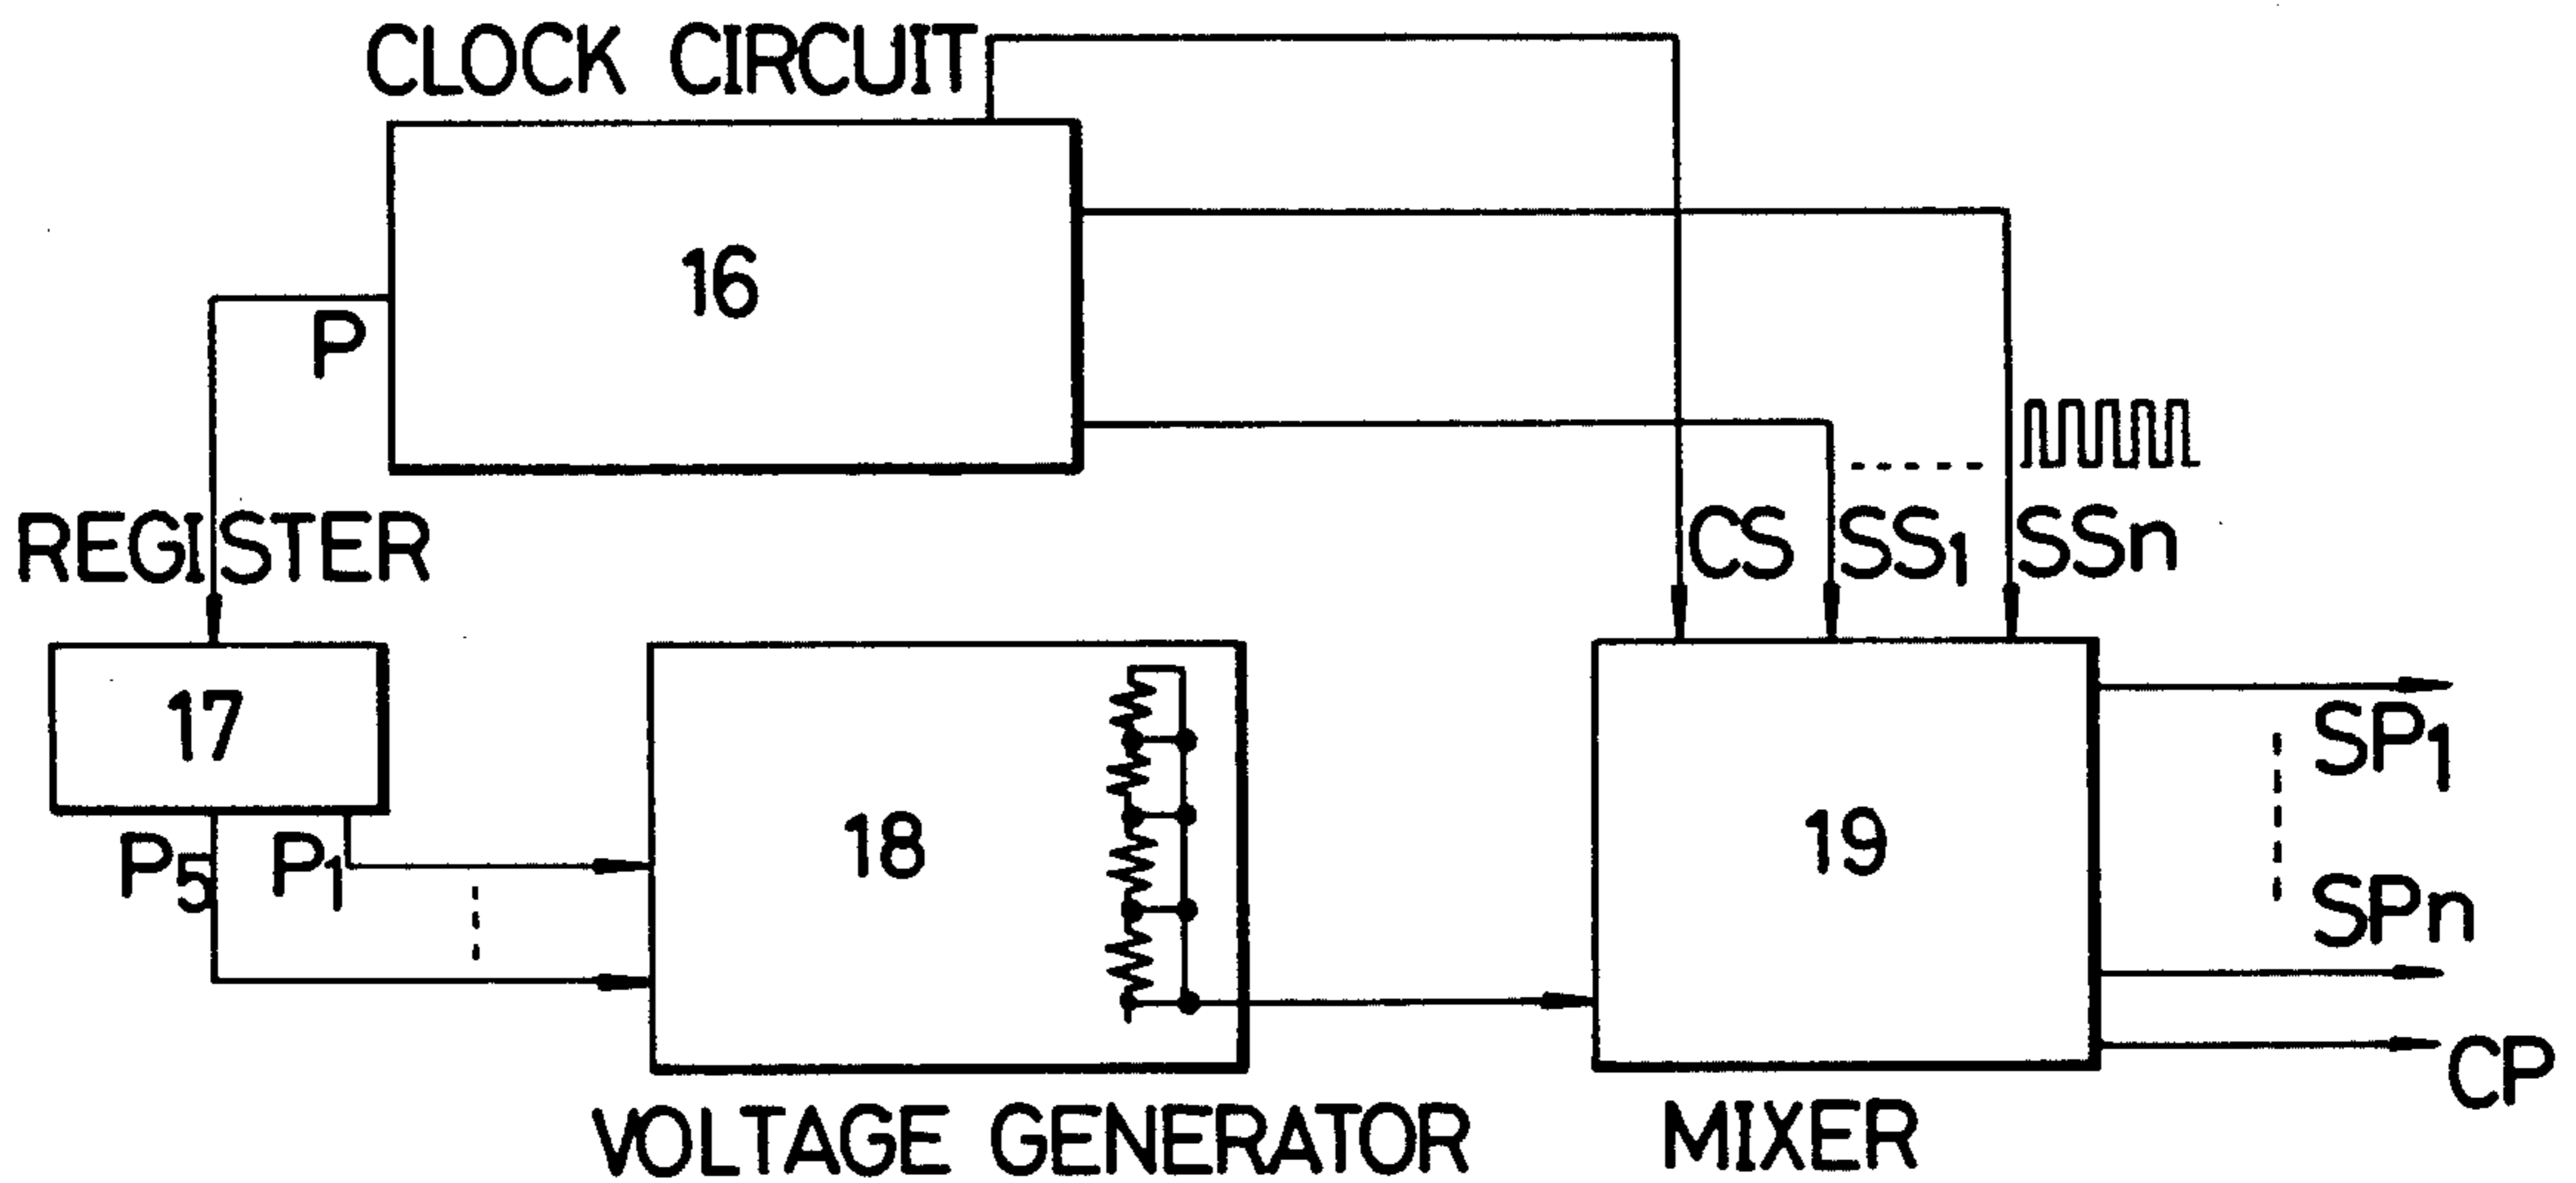 CLOCK CIRCUIT
16
P
REGISTER
CS SS1 SSn
17
18
19
SP1
P5 P1
SPn
CP
VOLTAGE GENERATOR
MIXER